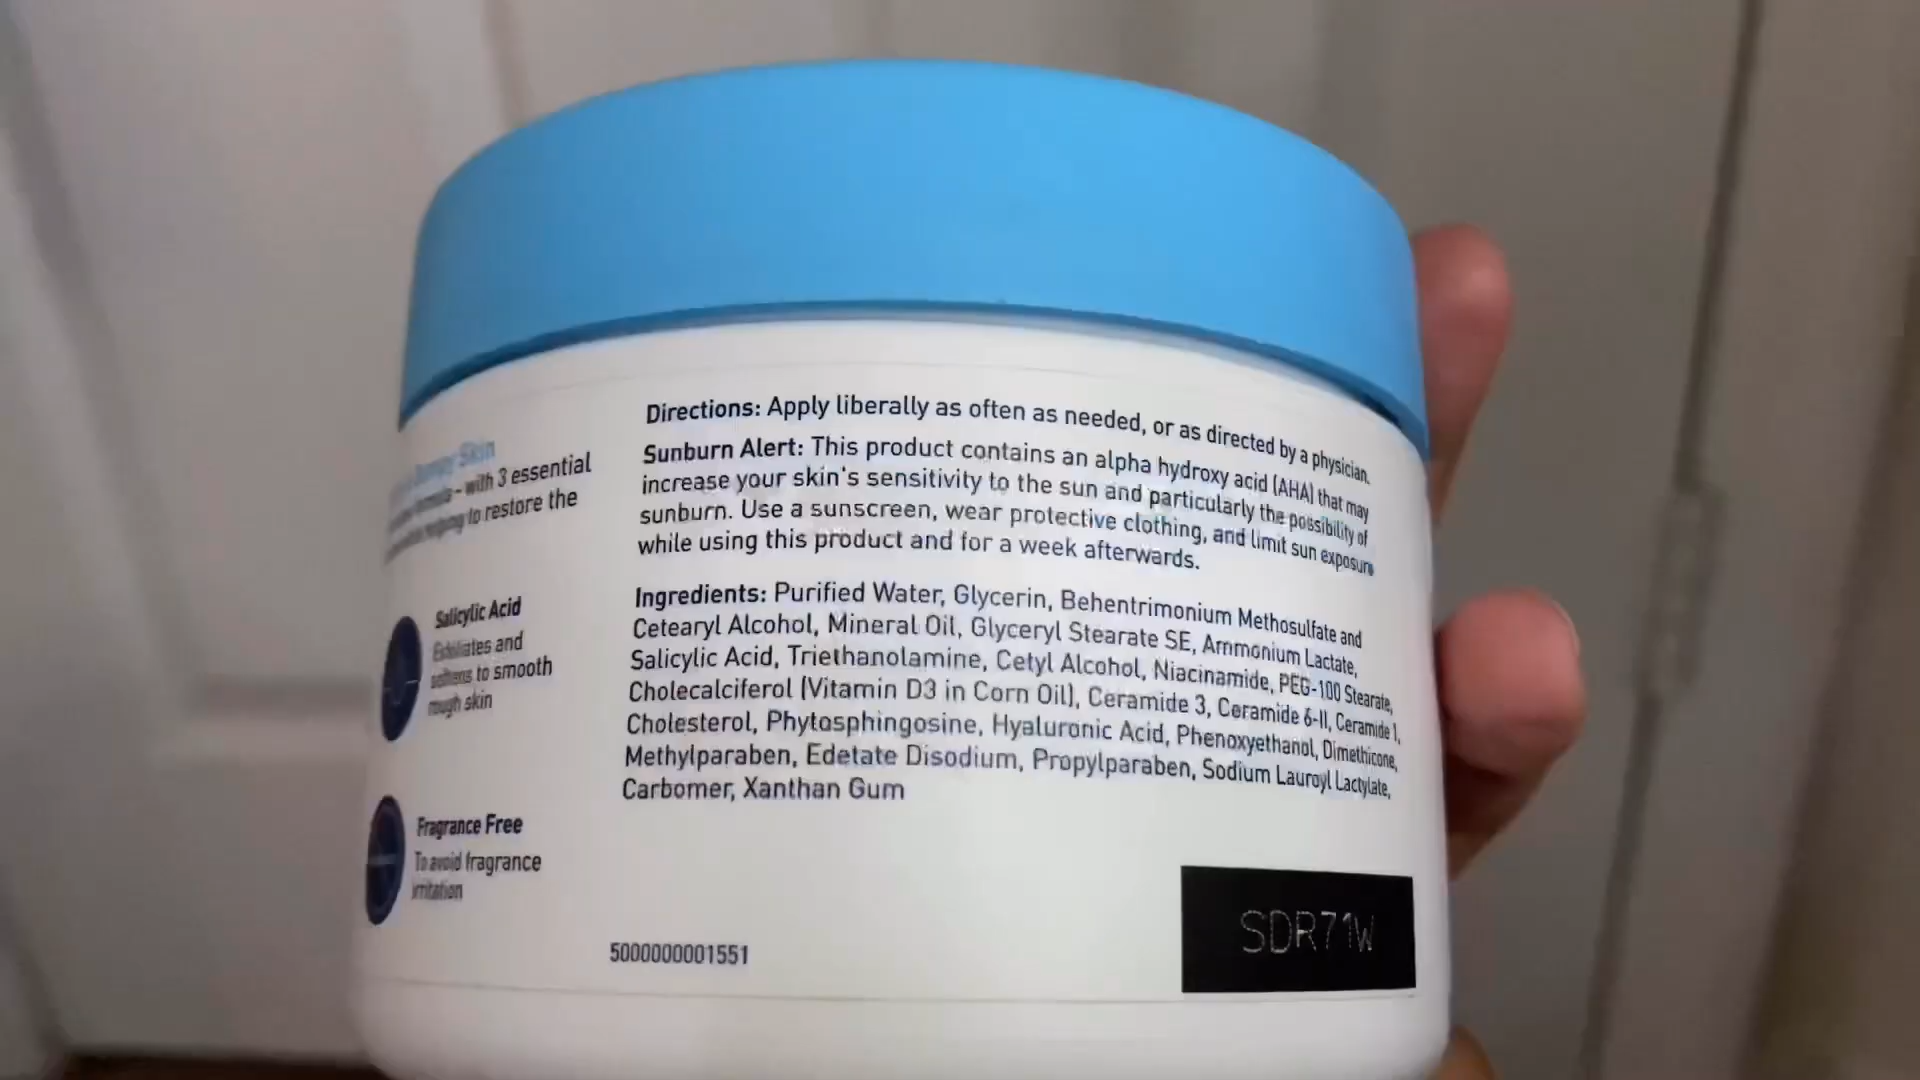 Bumpy Skin
formula – with 3 essential
helping to restore the
Salicylic Acid
Exfoliates and
softens to smooth
rough skin
Fragrance Free
To avoid fragrance
irritation
Directions: Apply liberally as often as needed, or as directed by a physician.
Sunburn Alert: This product contains an alpha hydroxy acid (AHA) that may
increase your skin's sensitivity to the sun and particularly the possibility of
sunburn. Use a sunscreen, wear protective clothing, and limit sun exposure
while using this product and for a week afterwards.
Ingredients: Purified Water, Glycerin, Behentrimonium Methosulfate and
Cetearyl Alcohol, Mineral Oil, Glyceryl Stearate SE, Ammonium Lactate,
Salicylic Acid, Triethanolamine, Cetyl Alcohol, Niacinamide, PEG-100 Stearate,
Cholecalciferol (Vitamin D3 in Corn Oil), Ceramide 3, Ceramide 6-II, Ceramide 1,
Cholesterol, Phytosphingosine, Hyaluronic Acid, Phenoxyethanol, Dimethicone,
Methylparaben, Edetate Disodium, Propylparaben, Sodium Lauroyl Lactylate,
Carbomer, Xanthan Gum
5000000001551
SDR71W